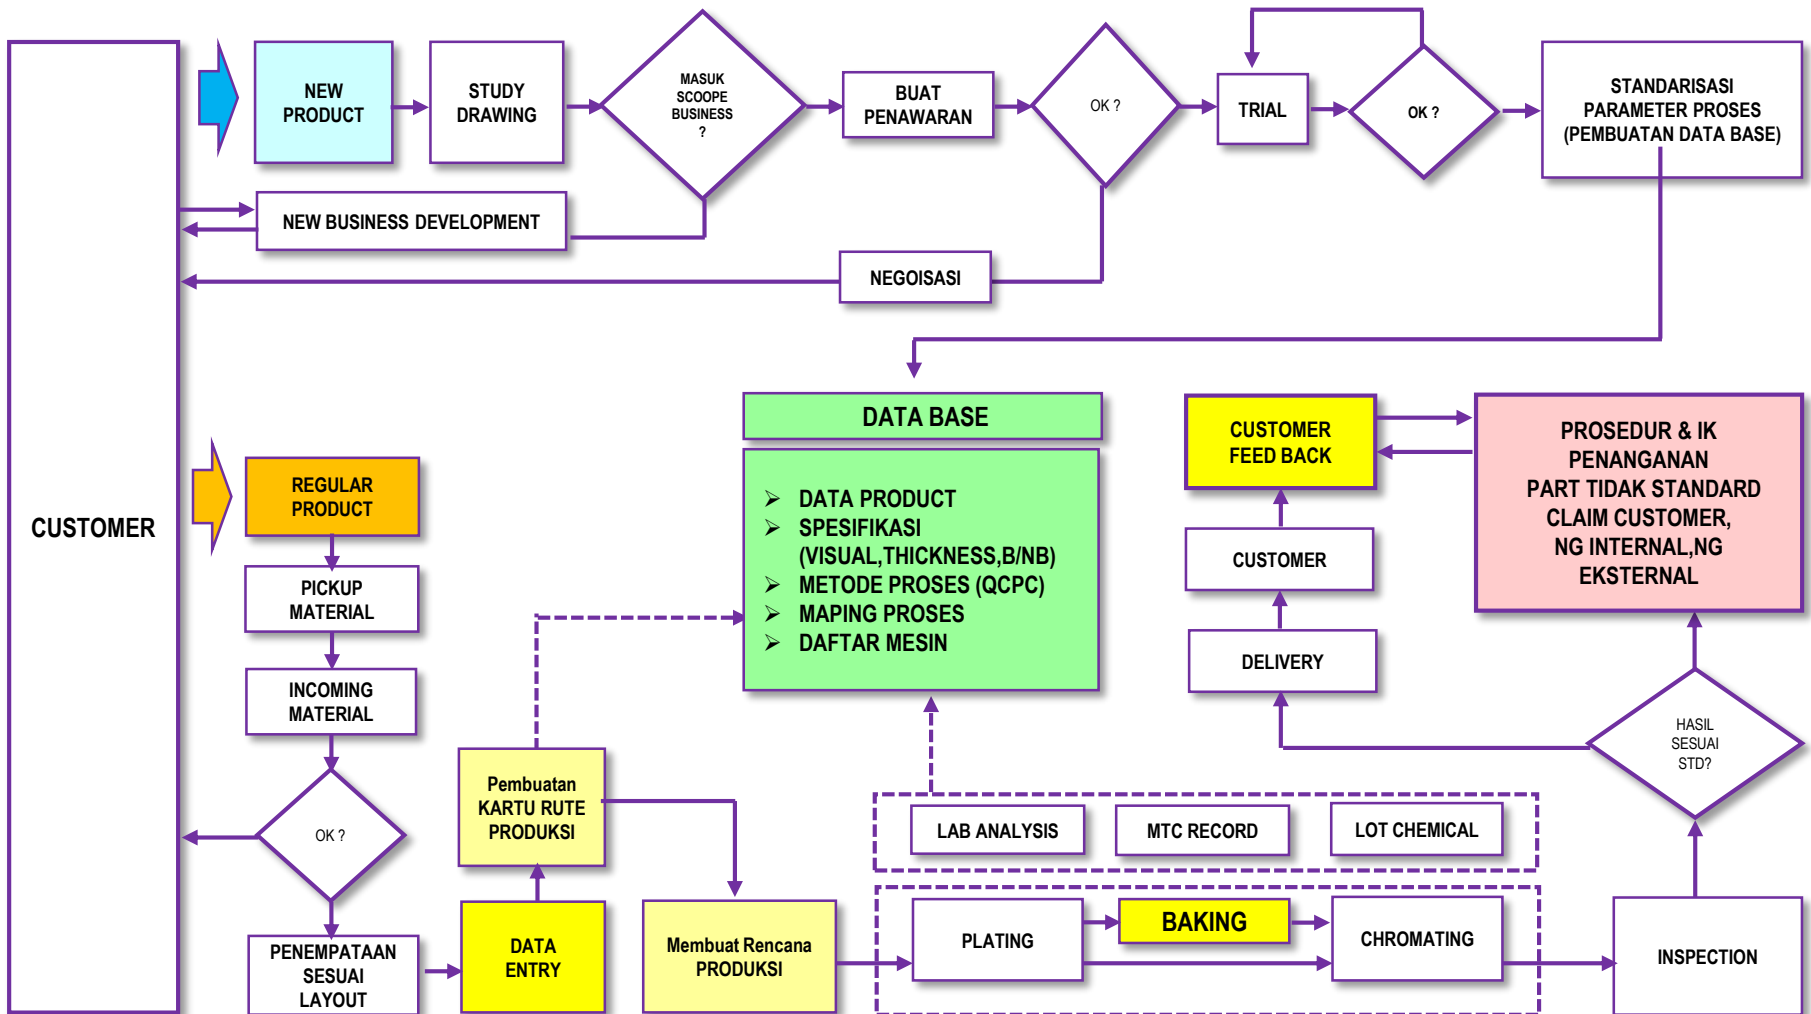 CUSTOMER
NEW
PRODUCT
STUDY
DRAWING
MASUK
SCOOPE
BUSINESS
?
BUAT
PENAWARAN
OK ?
TRIAL
OK ?
STANDARISASI
PARAMETER PROSES
(PEMBUATAN DATA BASE)
NEW BUSINESS DEVELOPMENT
NEGOISASI
DATA BASE
➢ DATA PRODUCT
➢ SPESIFIKASI
(VISUAL,THICKNESS,B/NB)
➢ METODE PROSES (QCPC)
➢ MAPING PROSES
➢ DAFTAR MESIN
CUSTOMER
FEED BACK
PROSEDUR & IK
PENANGANAN
PART TIDAK STANDARD
CLAIM CUSTOMER,
NG INTERNAL,NG
EKSTERNAL
REGULAR
PRODUCT
PICKUP
MATERIAL
INCOMING
MATERIAL
OK ?
PENEMPATAAN
SESUAI
LAYOUT
DATA
ENTRY
Pembuatan
KARTU RUTE
PRODUKSI
Membuat Rencana
PRODUKSI
LAB ANALYSIS
MTC RECORD
LOT CHEMICAL
PLATING
BAKING
CHROMATING
INSPECTION
HASIL
SESUAI
STD?
DELIVERY
CUSTOMER